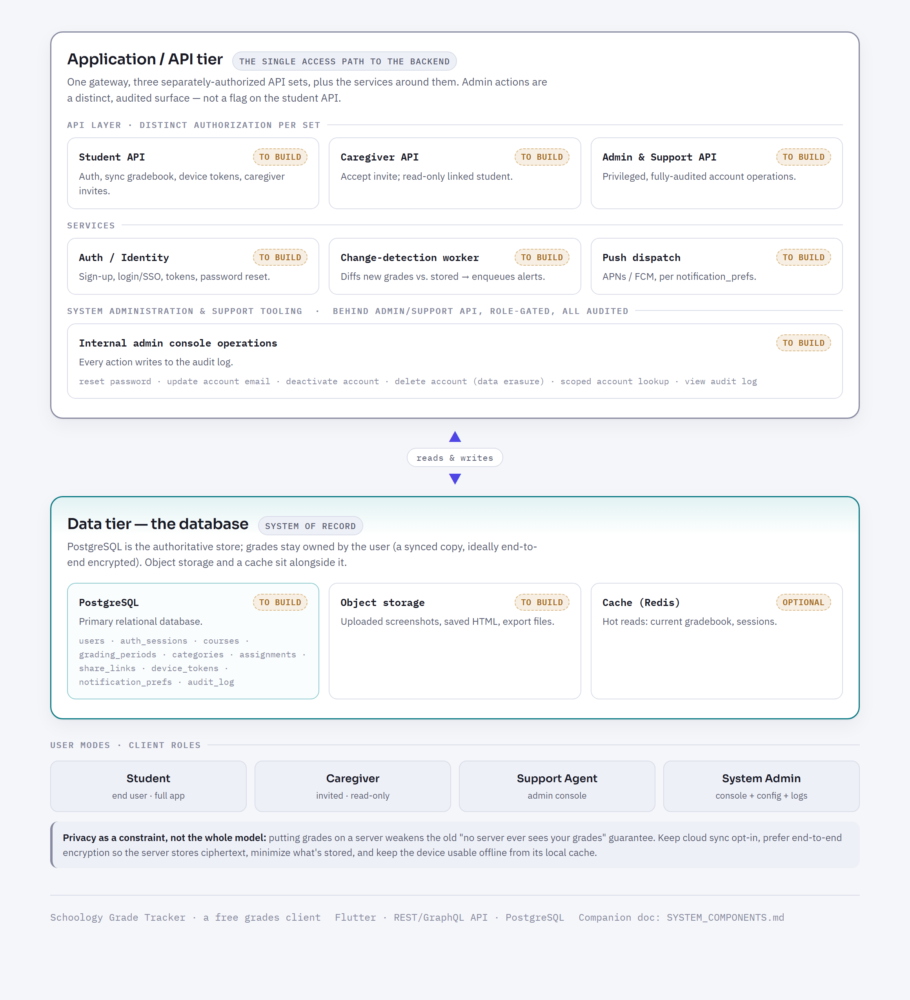 Application / API tier
THE SINGLE ACCESS PATH TO THE BACKEND
One gateway, three separately-authorized API sets, plus the services around them. Admin actions are
a distinct, audited surface — not a flag on the student API.
API LAYER · DISTINCT AUTHORIZATION PER SET
Student API
TO BUILD
Auth, sync gradebook, device tokens, caregiver
invites.
Caregiver API
TO BUILD
Accept invite; read-only linked student.
Admin & Support API
TO BUILD
Privileged, fully-audited account operations.
SERVICES
Auth / Identity
TO BUILD
Sign-up, login/SSO, tokens, password reset.
Change-detection worker
TO BUILD
Diffs new grades vs. stored → enqueues alerts.
Push dispatch
TO BUILD
APNs / FCM, per notification_prefs.
SYSTEM ADMINISTRATION & SUPPORT TOOLING · BEHIND ADMIN/SUPPORT API, ROLE-GATED, ALL AUDITED
Internal admin console operations
TO BUILD
Every action writes to the audit log.
reset password · update account email · deactivate account · delete account (data erasure) · scoped account lookup · view audit log
reads & writes
Data tier — the database
SYSTEM OF RECORD
PostgreSQL is the authoritative store; grades stay owned by the user (a synced copy, ideally end-to-
end encrypted). Object storage and a cache sit alongside it.
PostgreSQL
TO BUILD
Primary relational database.
users · auth_sessions · courses ·
grading_periods · categories · assignments ·
share_links · device_tokens ·
notification_prefs · audit_log
Object storage
TO BUILD
Uploaded screenshots, saved HTML, export files.
Cache (Redis)
OPTIONAL
Hot reads: current gradebook, sessions.
USER MODES · CLIENT ROLES
Student
end user · full app
Caregiver
invited · read-only
Support Agent
admin console
System Admin
console + config + logs
Privacy as a constraint, not the whole model: putting grades on a server weakens the old "no server ever sees your grades" guarantee. Keep cloud sync opt-in, prefer end-to-end
encryption so the server stores ciphertext, minimize what's stored, and keep the device usable offline from its local cache.
Schoology Grade Tracker · a free grades client Flutter · REST/GraphQL API · PostgreSQL Companion doc: SYSTEM_COMPONENTS.md